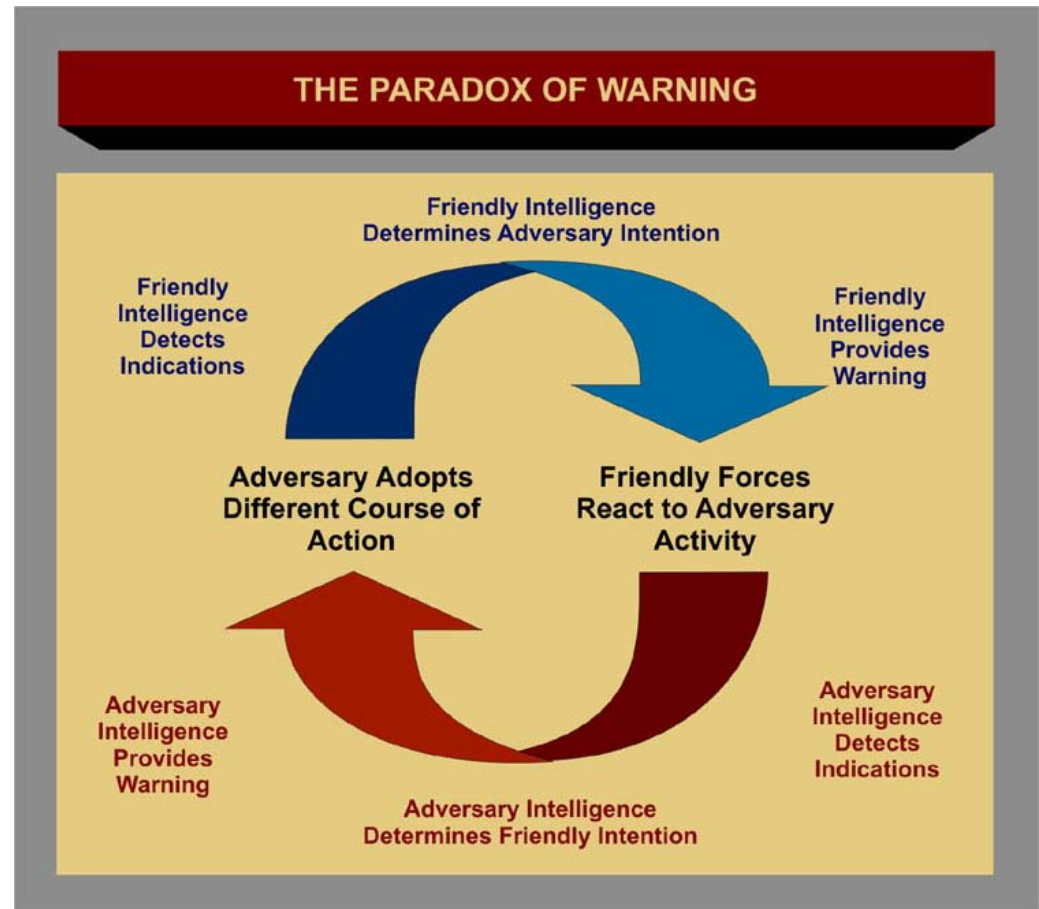 THE PARADOX OF WARNING
Friendly Intelligence
Determines Adversary Intention
Friendly
Intelligence
Detects
Indications
Friendly
Intelligence
Provides
Warning
Adversary Adopts
Different Course of
Action
Friendly Forces
React to Adversary
Activity
Adversary
Intelligence
Provides
Warning
Adversary
Intelligence
Detects
Indications
Adversary Intelligence
Determines Friendly Intention